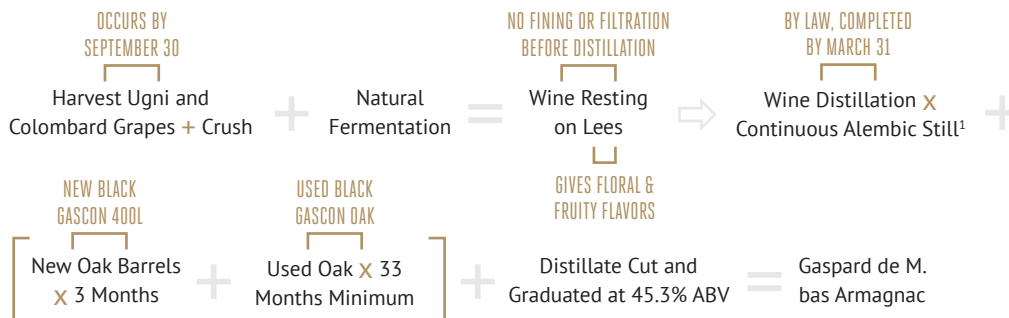 OCCURS BY
SEPTEMBER 30
Harvest Ugni and
Colombard Grapes + Crush
+
Natural
Fermentation
=
NO FINING OR FILTRATION
BEFORE DISTILLATION
Wine Resting
on Lees
GIVES FLORAL &
FRUITY FLAVORS
⇨
BY LAW, COMPLETED
BY MARCH 31
Wine Distillation x
Continuous Alembic Still¹
+
NEW BLACK
GASCON 400L
[ New Oak Barrels
x 3 Months
+
USED BLACK
GASCON OAK
Used Oak x 33
Months Minimum ]
+
Distillate Cut and
Graduated at 45.3% ABV
=
Gaspard de M.
bas Armagnac